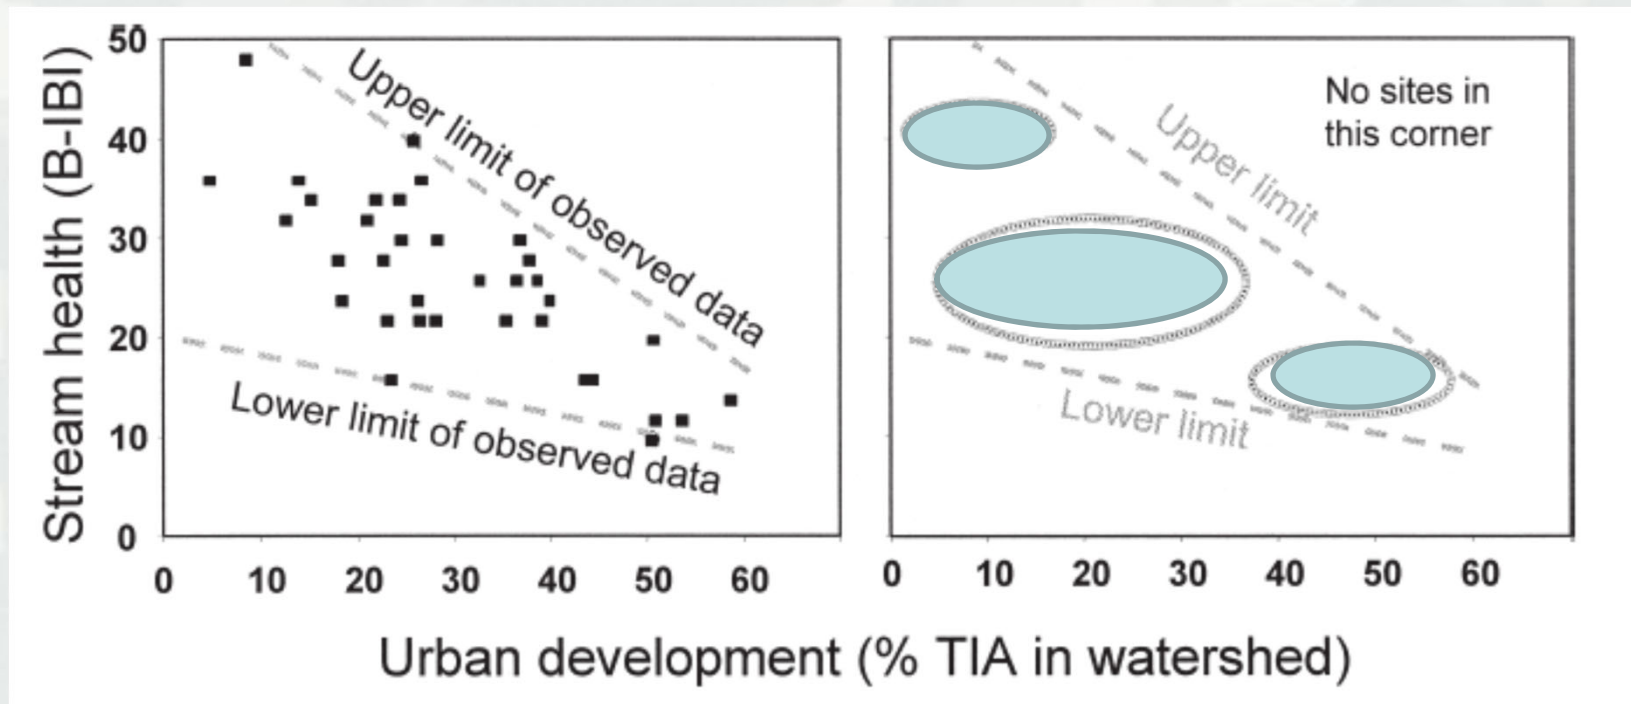 Stream health (B-IBI)
50
40
30
20
10
0
Upper limit of observed data
Lower limit of observed data
0 10 20 30 40 50 60
No sites in
this corner
Upper limit
Lower limit
0 10 20 30 40 50 60
Urban development (% TIA in watershed)